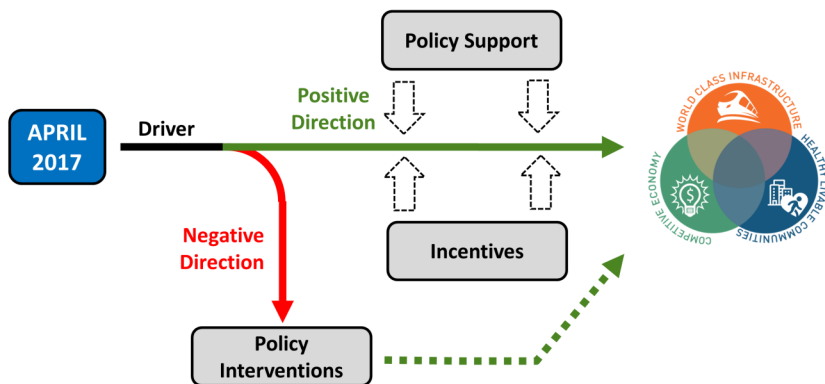 Policy Support
Positive
Direction
APRIL
2017
Driver
WORLD CLASS INFRASTRUCTURE
COMPETITIVE ECONOMY
HEALTHY LIVABLE COMMUNITIES
$
Negative
Direction
Incentives
Policy
Interventions